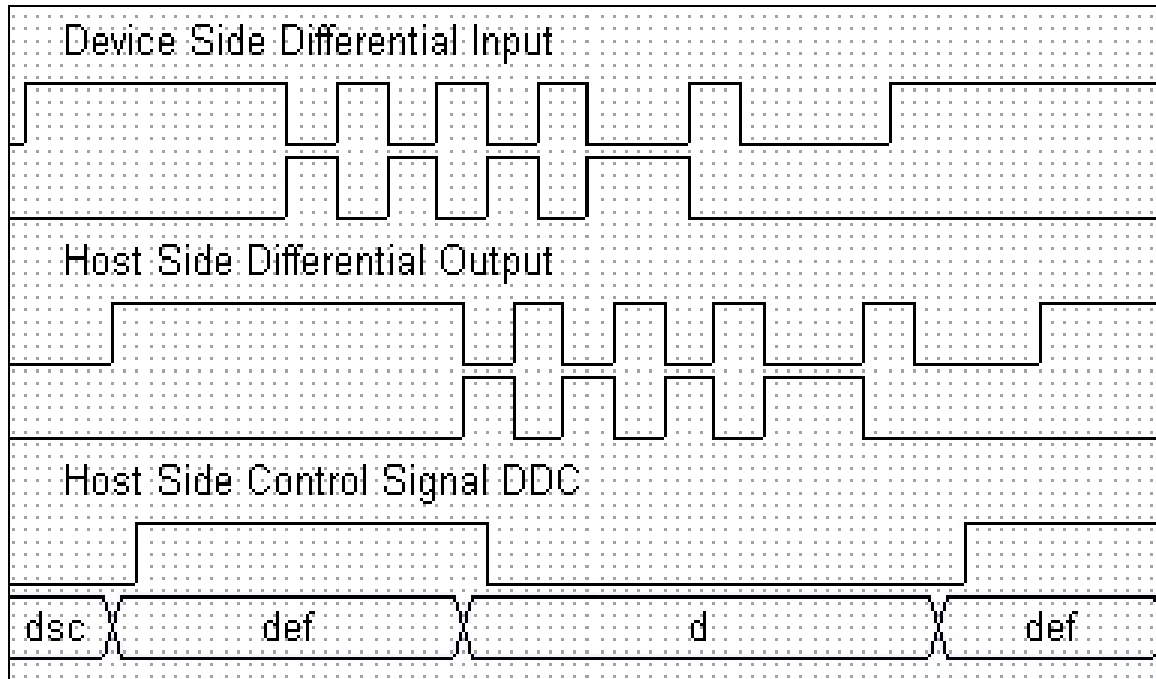 Device Side Differential Input
Host Side Differential Output
Host Side Control Signal DDC
dsc def d def